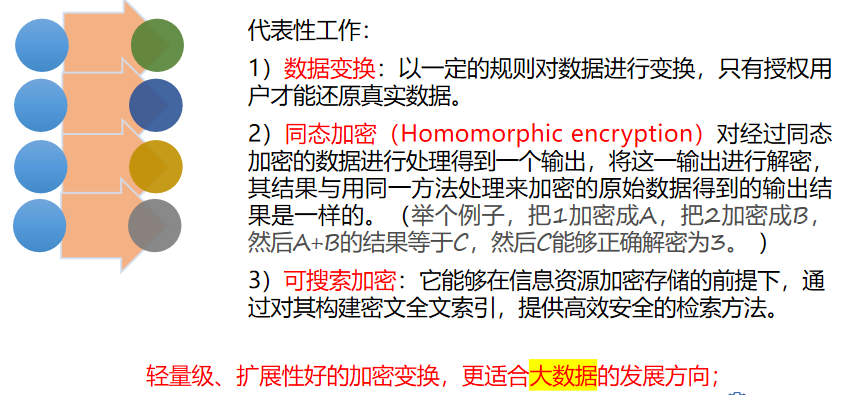 代表性工作：
1）数据变换：以一定的规则对数据进行变换，只有授权用
户才能还原真实数据。
2）同态加密（Homomorphic encryption）对经过同态
加密的数据进行处理得到一个输出，将这一输出进行解密，
其结果与用同一方法处理来加密的原始数据得到的输出结
果是一样的。（举个例子，把1加密成A，把2加密成B，
然后A+B的结果等于C，然后C能够正确解密为3。）
3）可搜索加密：它能够在信息资源加密存储的前提下，通
过对其构建密文全文索引，提供高效安全的检索方法。
轻量级、扩展性好的加密变换，更适合大数据的发展方向；